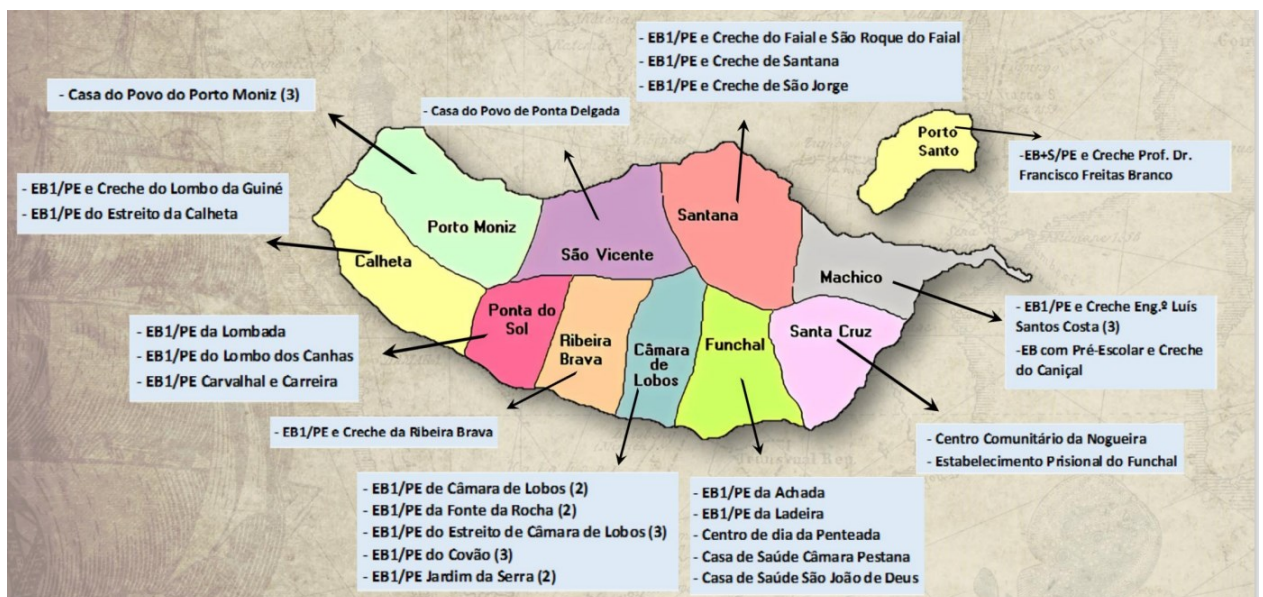 - EB1/PE e Creche do Faial e São Roque do Faial
- EB1/PE e Creche de Santana
- EB1/PE e Creche de São Jorge
- Casa do Povo do Porto Moniz (3)
- Casa do Povo de Ponta Delgada
Porto
Santo
-EB+S/PE e Creche Prof. Dr.
Francisco Freitas Branco
- EB1/PE e Creche do Lombo da Guiné
- EB1/PE do Estreito da Calheta
Porto Moniz
São Vicente
Santana
Calheta
Machico
Ponta do
Sol
Ribeira
Brava
Câmara
de
Lobos
Funchal
Santa Cruz
- EB1/PE e Creche Eng.º Luís
Santos Costa (3)
-EB com Pré-Escolar e Creche
do Caniçal
- EB1/PE da Lombada
- EB1/PE do Lombo dos Canhas
- EB1/PE Carvalhal e Carreira
- EB1/PE e Creche da Ribeira Brava
- Centro Comunitário da Nogueira
- Estabelecimento Prisional do Funchal
- EB1/PE de Câmara de Lobos (2)
- EB1/PE da Fonte da Rocha (2)
- EB1/PE do Estreito de Câmara de Lobos (3)
- EB1/PE do Covão (3)
- EB1/PE Jardim da Serra (2)
- EB1/PE da Achada
- EB1/PE da Ladeira
- Centro de dia da Penteada
- Casa de Saúde Câmara Pestana
- Casa de Saúde São João de Deus